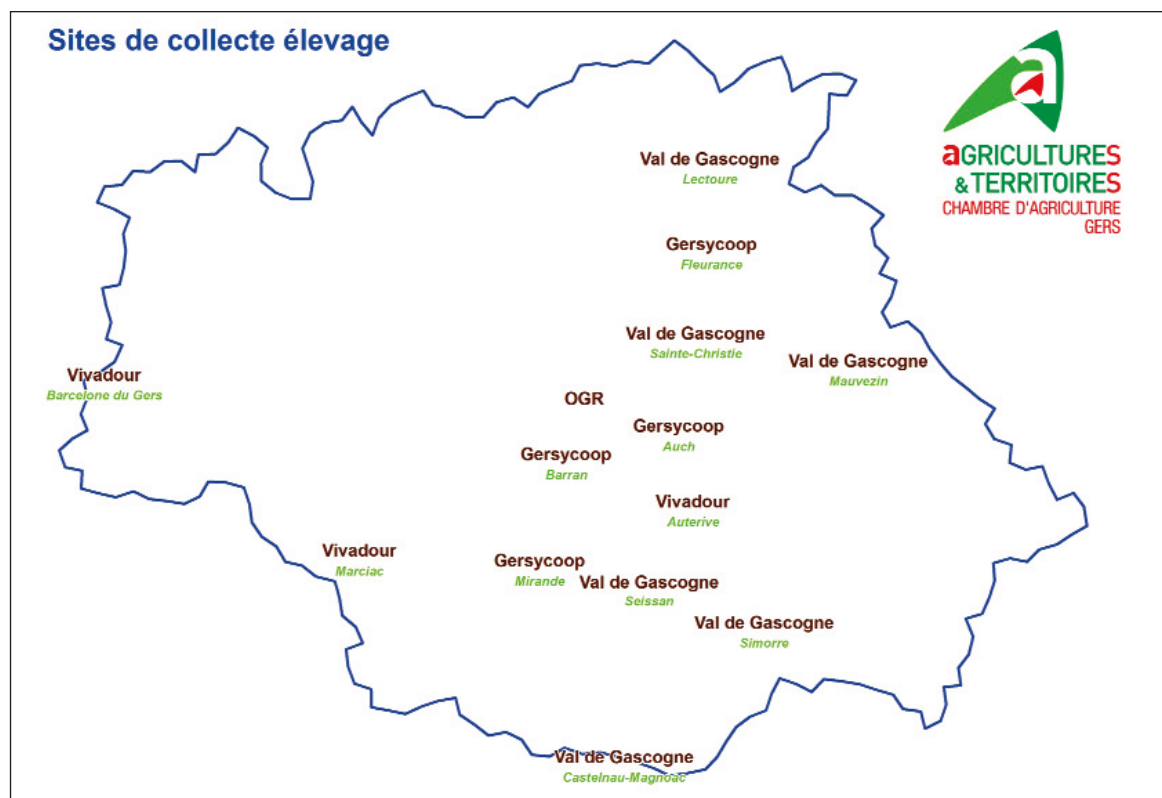 Sites de collecte élevage
aGRICULTURES
& TERRITOIRES
CHAMBRE D'AGRICULTURE
GERS
Val de Gascogne
Lectoure
Gersycoop
Fleurance
Val de Gascogne
Sainte-Christie
Val de Gascogne
Mauvezin
Vivadour
Barcelone du Gers
OGR
Gersycoop
Auch
Gersycoop
Barran
Vivadour
Auterive
Vivadour
Marciac
Gersycoop
Mirande
Val de Gascogne
Seissan
Val de Gascogne
Simorre
Val de Gascogne
Castelnau-Magnoac